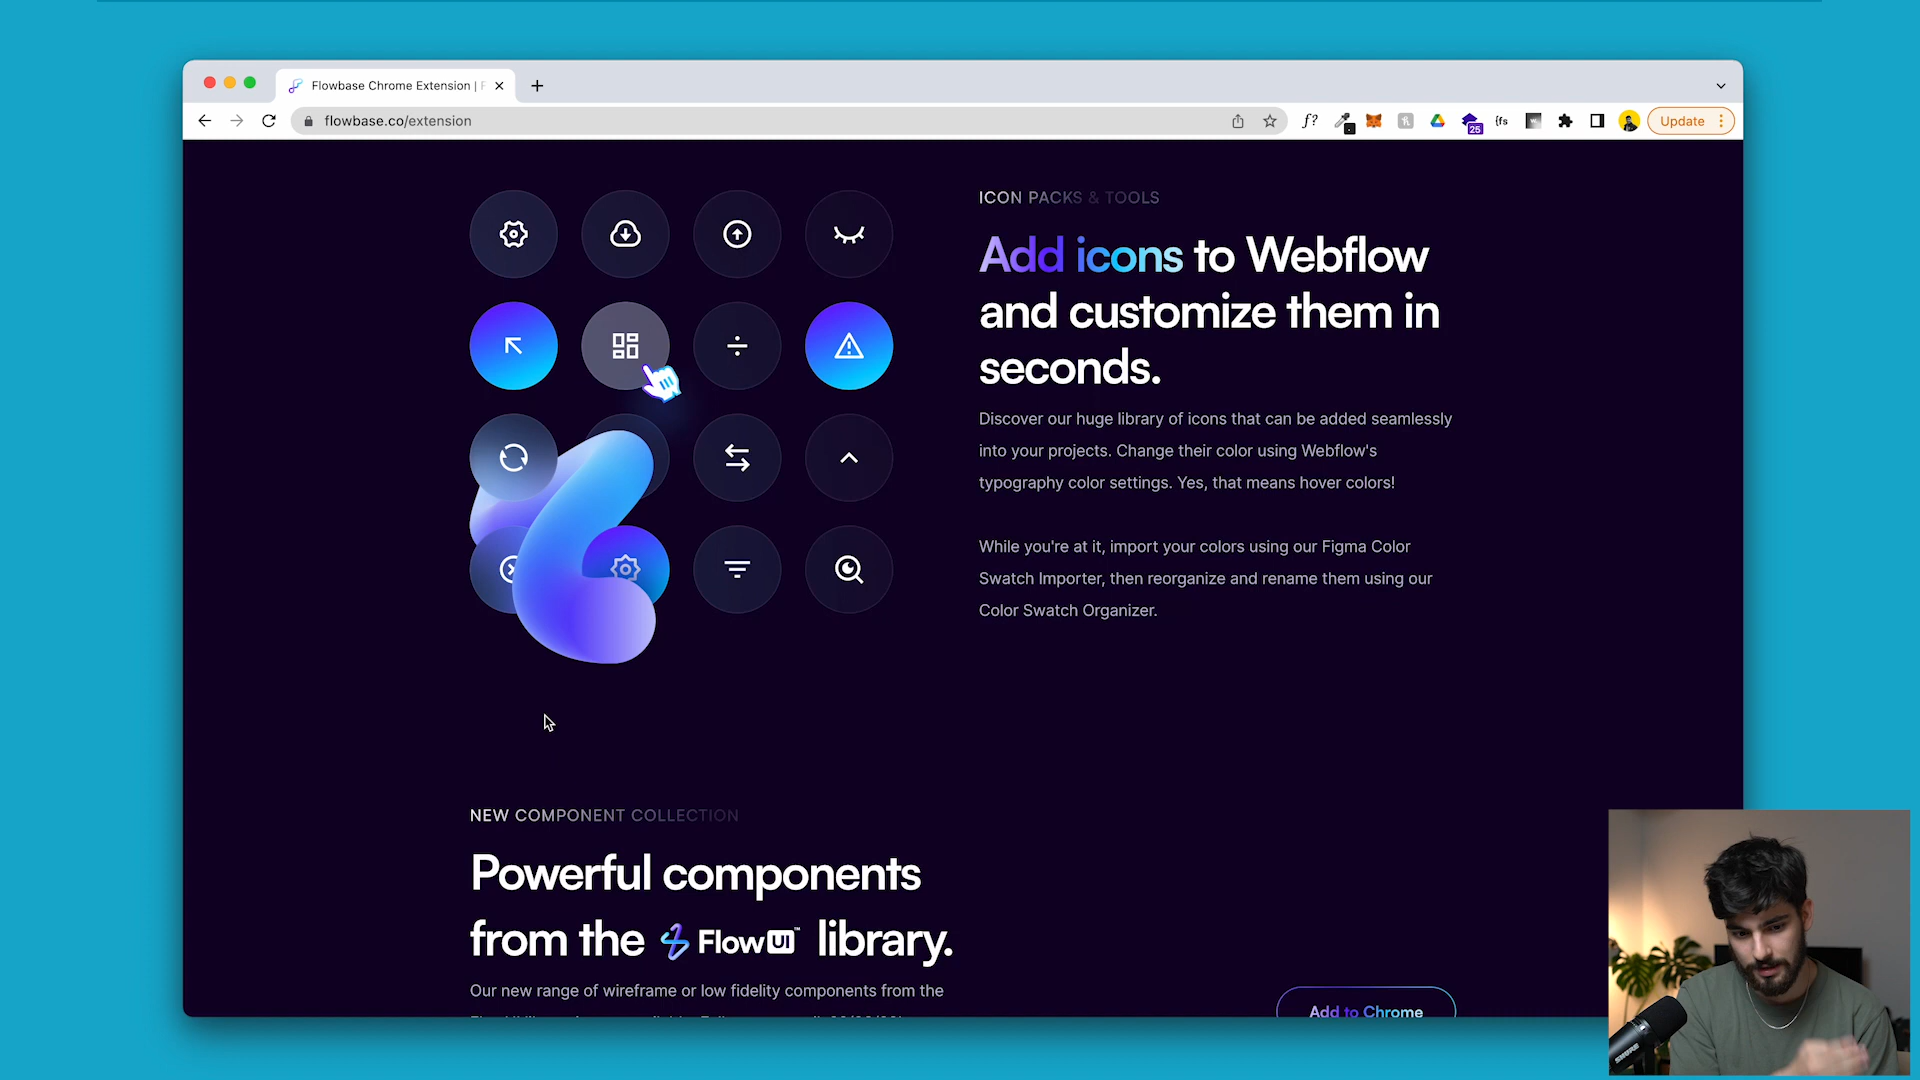 Flowbase Chrome Extension |
flowbase.co/extension
f?
25
{fs
Update
ICON PACKS & TOOLS
Add icons to Webflow
and customize them in
seconds.
Discover our huge library of icons that can be added seamlessly
into your projects. Change their color using Webflow's
typography color settings. Yes, that means hover colors!
While you're at it, import your colors using our Figma Color
Swatch Importer, then reorganize and rename them using our
Color Swatch Organizer.
NEW COMPONENT COLLECTION
Powerful components
from the FlowUI™ library.
Our new range of wireframe or low fidelity components from the
Add to Chrome
SHURE